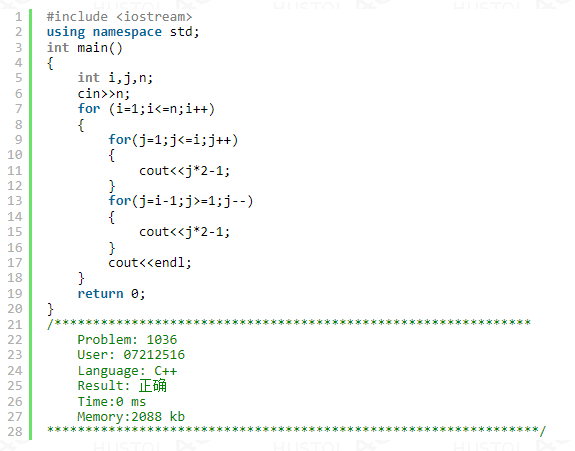 1 #include <iostream>
2 using namespace std;
3 int main()
4 {
5     int i,j,n;
6     cin>>n;
7     for (i=1;i<=n;i++)
8     {
9         for(j=1;j<=i;j++)
10         {
11             cout<<j*2-1;
12         }
13         for(j=i-1;j>=1;j--)
14         {
15             cout<<j*2-1;
16         }
17         cout<<endl;
18     }
19     return 0;
20 }
21 /**************************************************************
22     Problem: 1036
23     User: 07212516
24     Language: C++
25     Result: 正确
26     Time:0 ms
27     Memory:2088 kb
28 ****************************************************************/